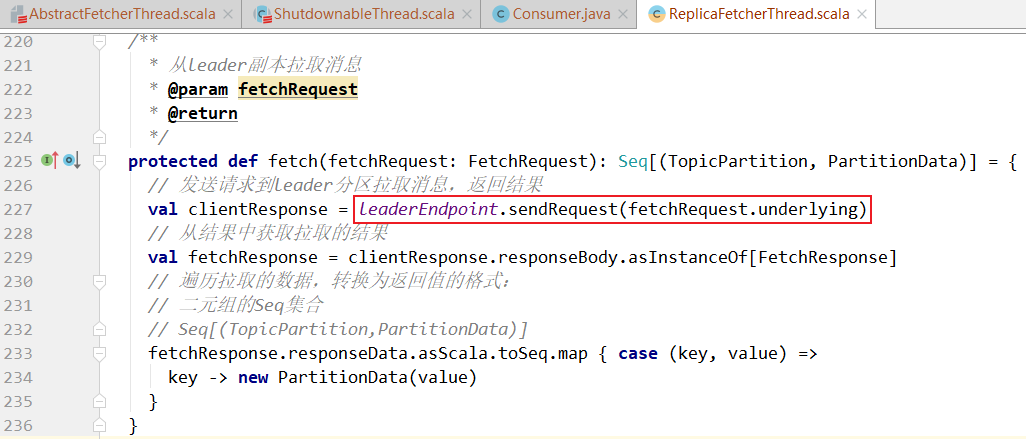 AbstractFetcherThread.scala × ShutdownableThread.scala × Consumer.java × ReplicaFetcherThread.scala ×
220 /**
221 * 从leader副本拉取消息
222 * @param fetchRequest
223 * @return
224 */
225 protected def fetch(fetchRequest: FetchRequest): Seq[(TopicPartition, PartitionData)] = {
226 // 发送请求到leader分区拉取消息，返回结果
227 val clientResponse = leaderEndpoint.sendRequest(fetchRequest.underlying)
228 // 从结果中获取拉取的结果
229 val fetchResponse = clientResponse.responseBody.asInstanceOf[FetchResponse]
230 // 遍历拉取的数据，转换为返回值的格式：
231 // 二元组的Seq集合
232 // Seq[(TopicPartition,PartitionData)]
233 fetchResponse.responseData.asScala.toSeq.map { case (key, value) =>
234 key -> new PartitionData(value)
235 }
236 }